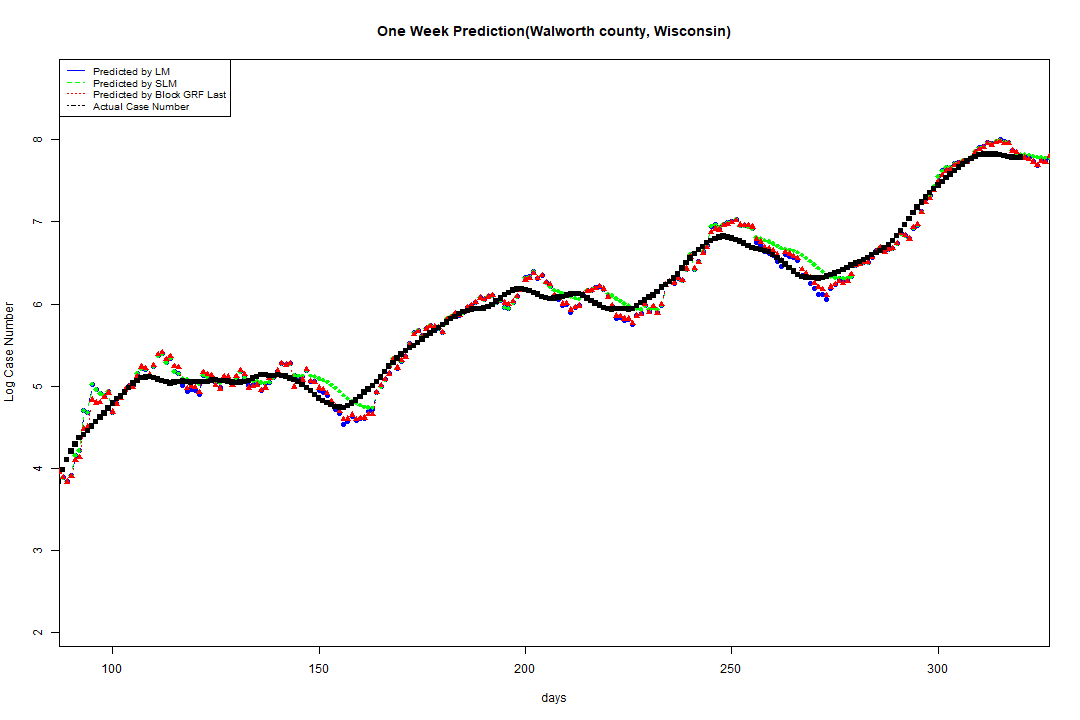 One Week Prediction(Walworth county, Wisconsin)
Predicted by LM
Predicted by SLM
Predicted by Block GRF Last
Actual Case Number
8
7
6
5
4
3
2
Log Case Number
100 150 200 250 300
days